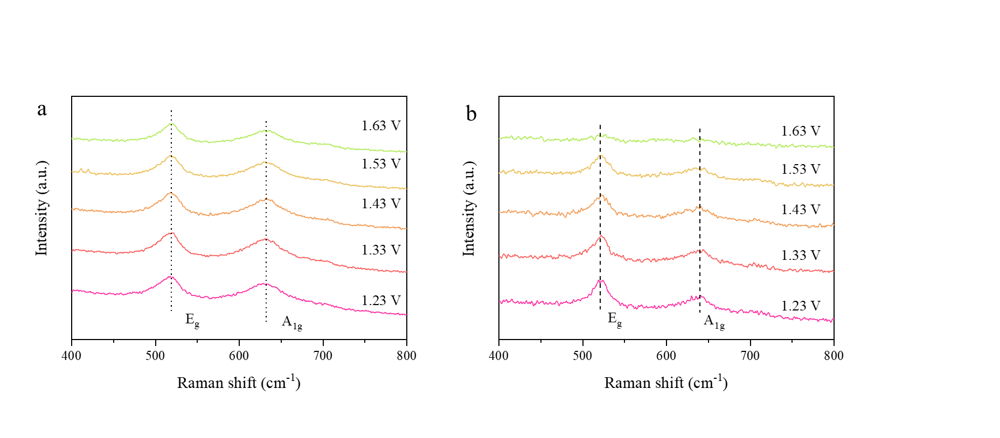 a
1.63 V
1.53 V
1.43 V
1.33 V
1.23 V
Eg
A1g
Intensity (a.u.)
400 500 600 700 800
Raman shift (cm-1)
b
1.63 V
1.53 V
1.43 V
1.33 V
1.23 V
Eg
A1g
Intensity (a.u.)
400 500 600 700 800
Raman shift (cm-1)